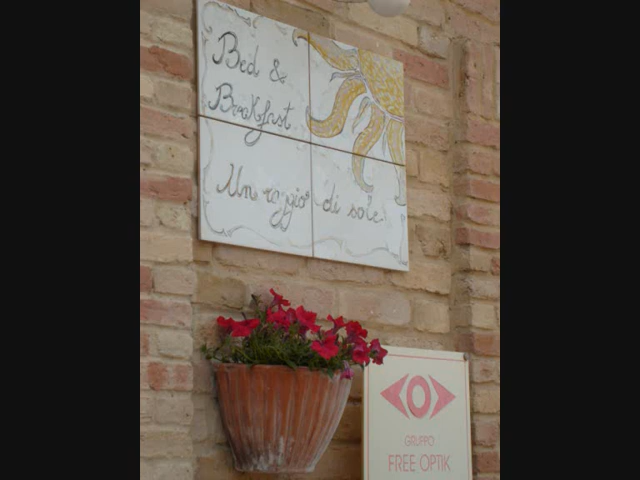 Bed &
Breakfast
Un raggio di sole
GRUPPO
FREE OPTIK